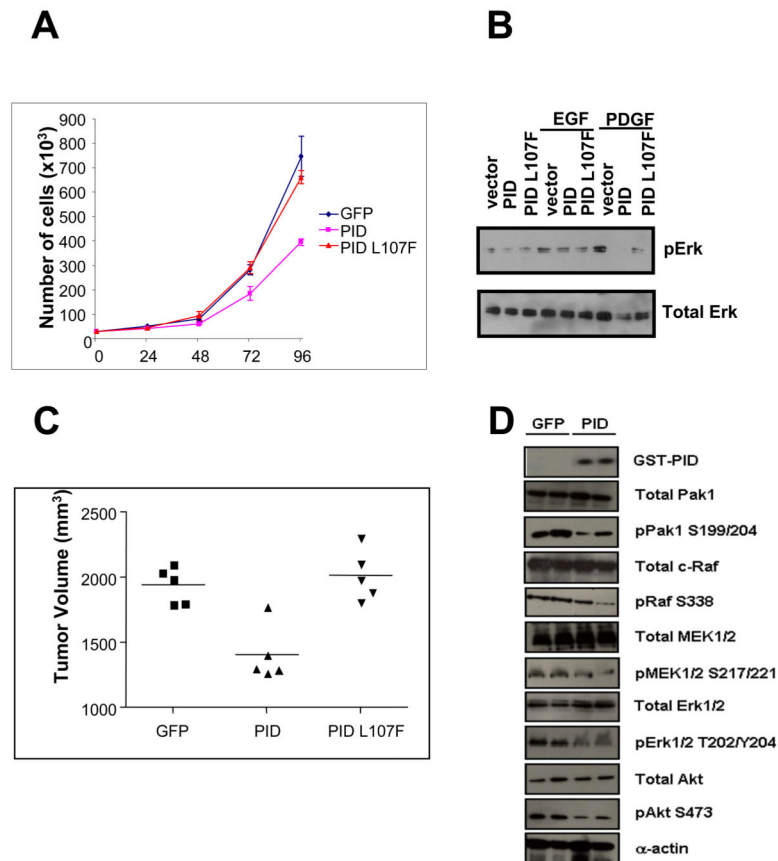 A
Number of cells (x10³)
900
800
700
600
500
400
300
200
100
0
0 24 48 72 96
GFP
PID
PID L107F
B
EGF PDGF
vector PID PID L107F vector PID PID L107F vector PID PID L107F
pErk
Total Erk
C
Tumor Volume (mm³)
2500
2000
1500
1000
GFP PID PID L107F
D
GFP PID
GST-PID
Total Pak1
pPak1 S199/204
Total c-Raf
pRaf S338
Total MEK1/2
pMEK1/2 S217/221
Total Erk1/2
pErk1/2 T202/Y204
Total Akt
pAkt S473
α-actin